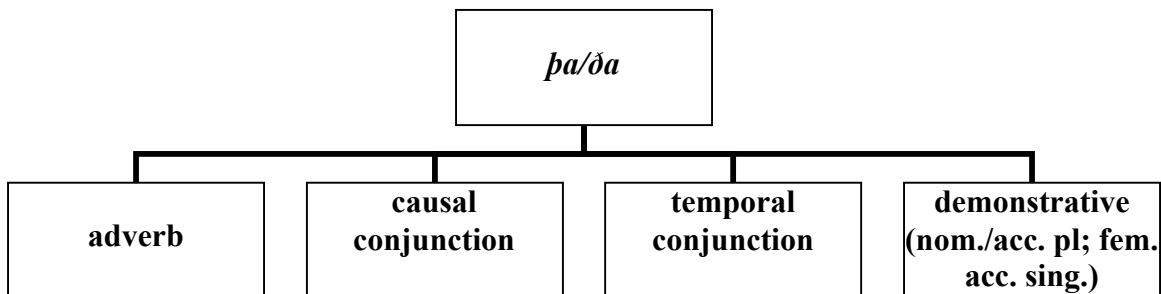 þa/ða
adverb
causal
conjunction
temporal
conjunction
demonstrative
(nom./acc. pl; fem.
acc. sing.)